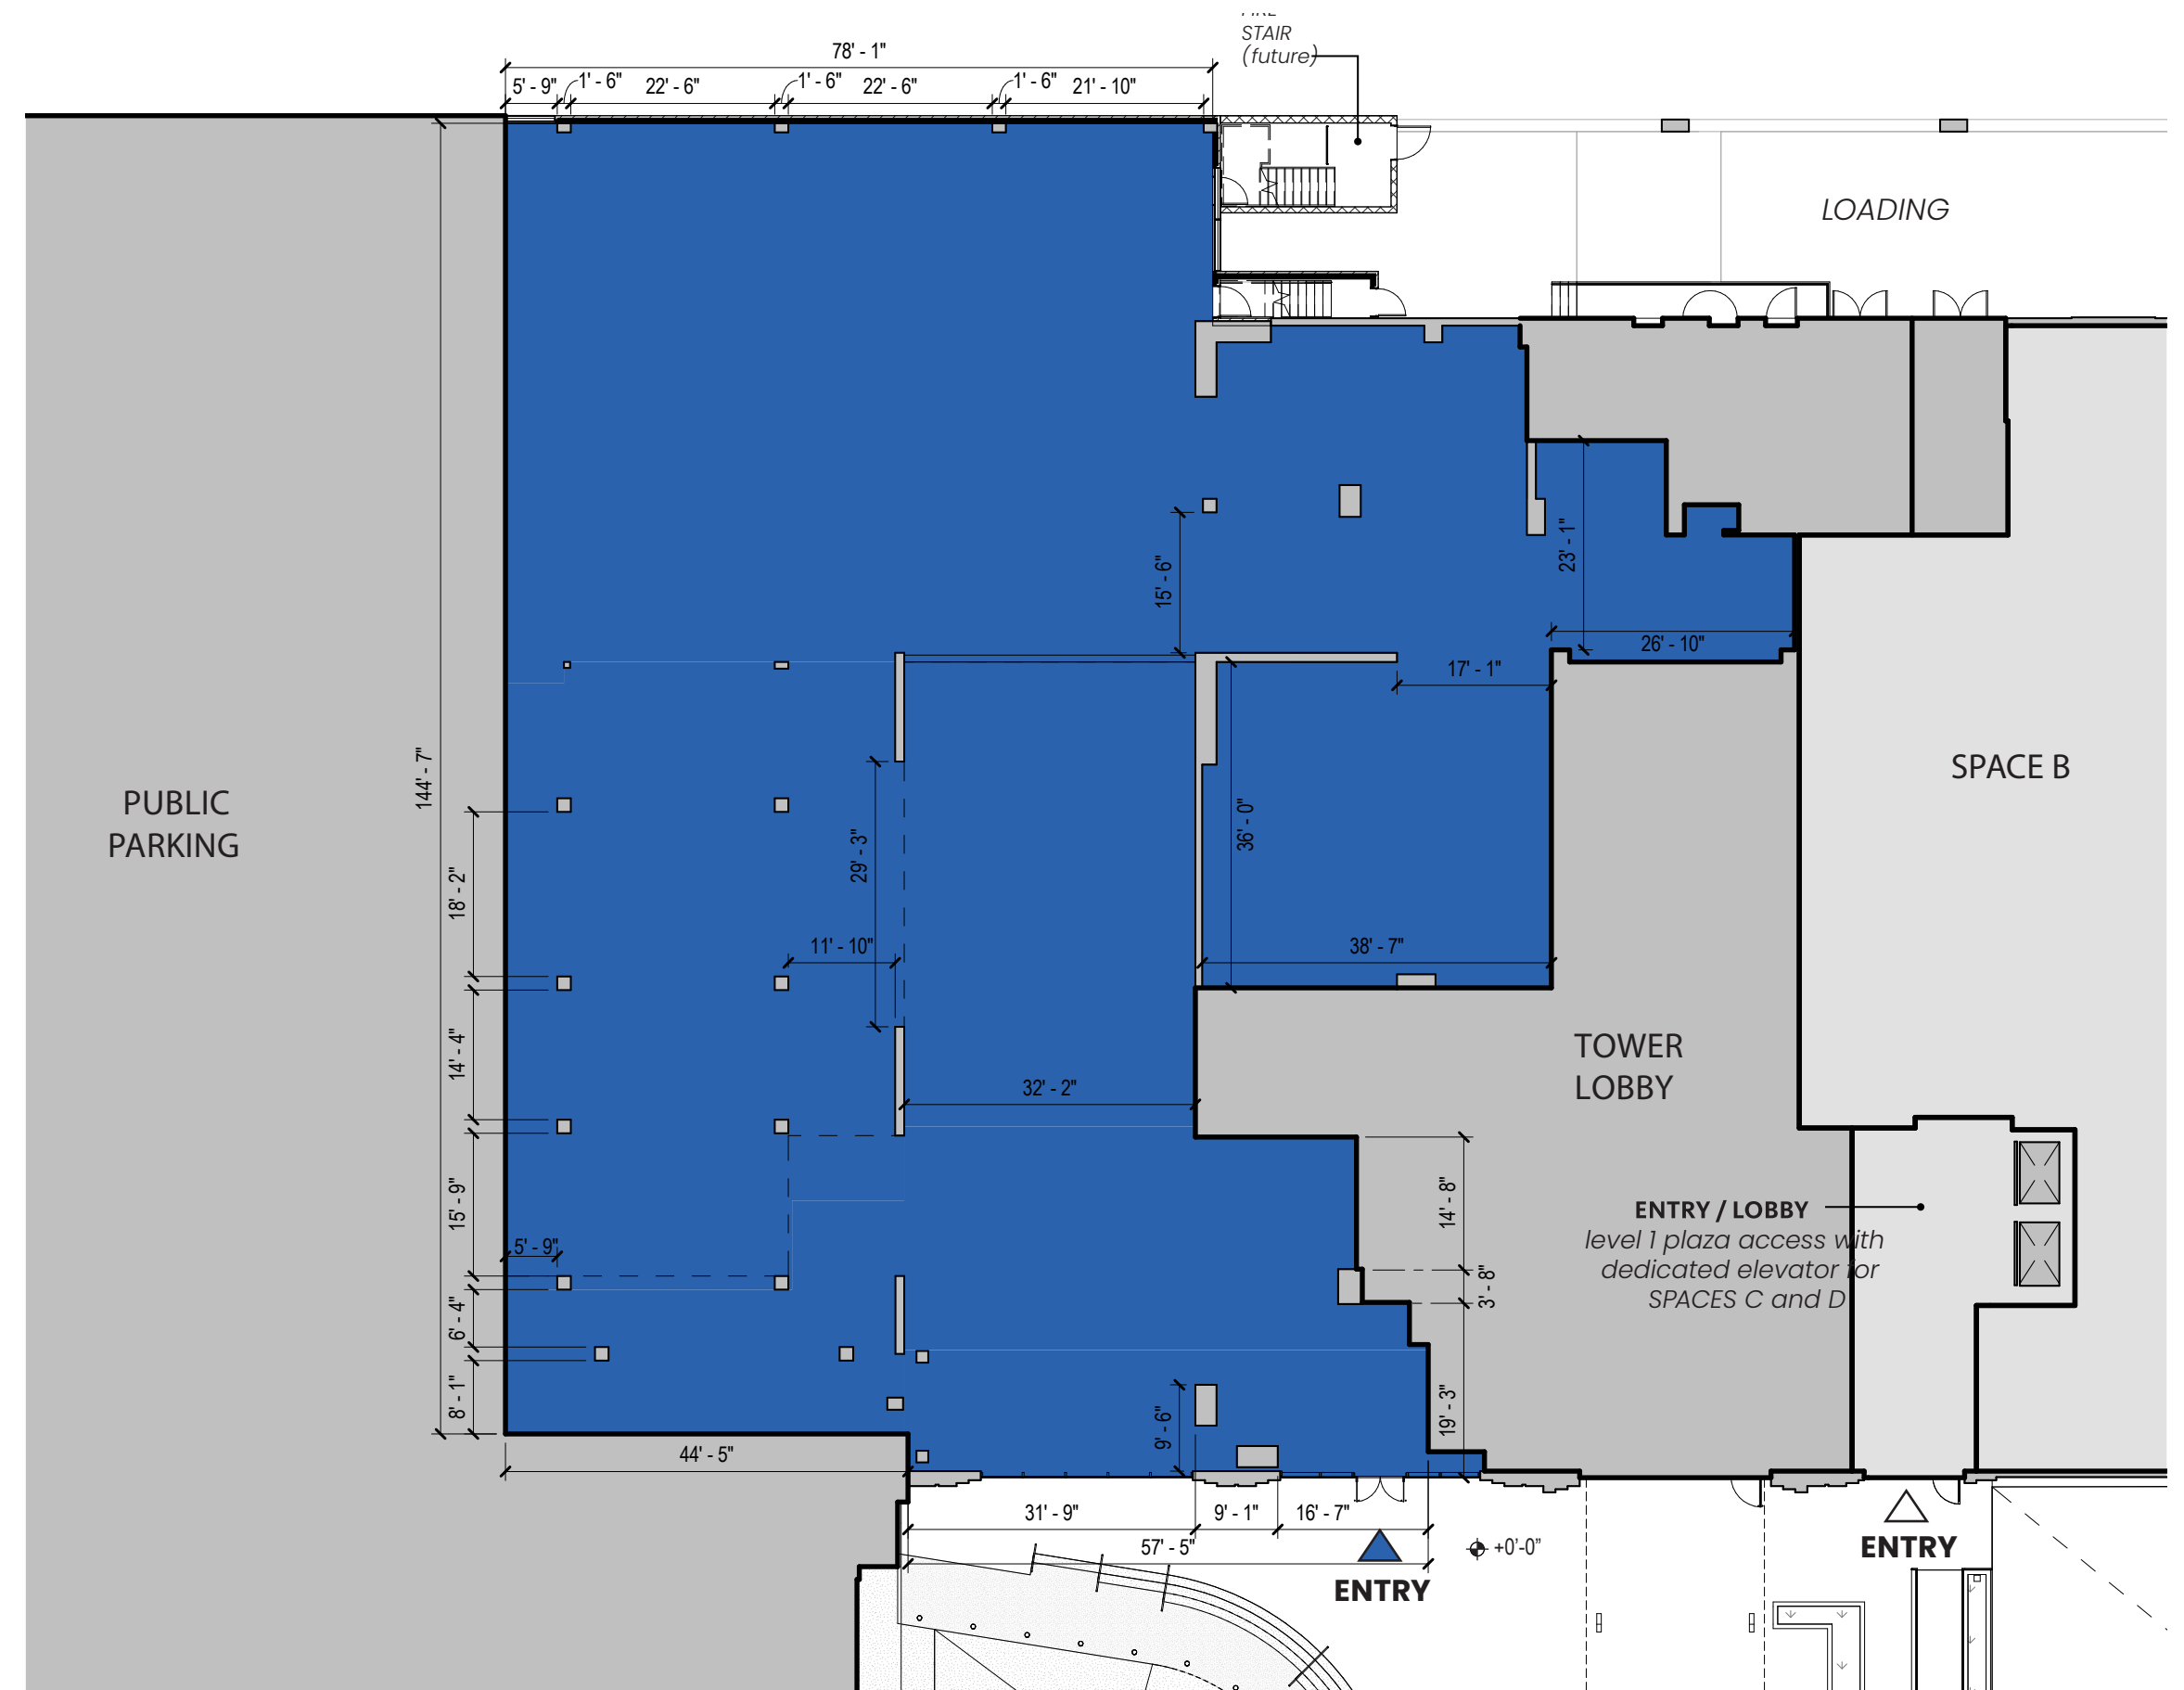 STAIR
(future)
78' - 1"
5' - 9"
1' - 6"
22' - 6"
1' - 6"
22' - 6"
1' - 6"
21' - 10"
LOADING
15' - 6"
23' - 1"
26' - 10"
17' - 1"
144' - 7"
PUBLIC
PARKING
SPACE B
18' - 2"
29' - 3"
36' - 0"
11' - 10"
38' - 7"
14' - 4"
32' - 2"
TOWER
LOBBY
15' - 9"
14' - 8"
ENTRY / LOBBY
level 1 plaza access with
dedicated elevator for
SPACES C and D
5' - 9"
3' - 8"
6' - 4"
8' - 1"
9' - 6"
19' - 3"
44' - 5"
31' - 9"
9' - 1"
16' - 7"
57' - 5"
+0'-0"
ENTRY
ENTRY